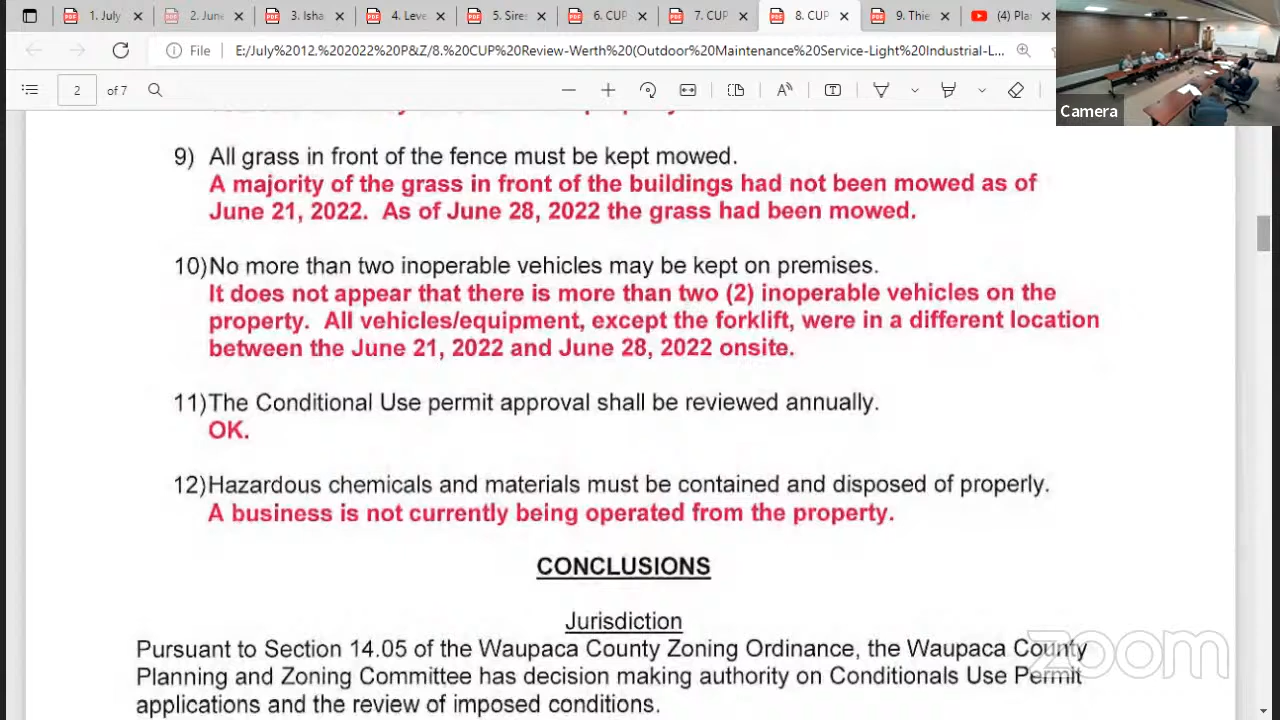 1. July
2. June
3. Isha
4. Leve
5. Sires
6. CUP
7. CUP
8. CUP
9. Thie
(4) Pla
File
E:/July%2012.%202022%20P&Z/8.%20CUP%20Review-Werth%20(Outdoor%20Maintenance%20Service-Light%20Industrial-L...
2 of 7
Camera
9) All grass in front of the fence must be kept mowed.
A majority of the grass in front of the buildings had not been mowed as of
June 21, 2022. As of June 28, 2022 the grass had been mowed.
10)No more than two inoperable vehicles may be kept on premises.
It does not appear that there is more than two (2) inoperable vehicles on the
property. All vehicles/equipment, except the forklift, were in a different location
between the June 21, 2022 and June 28, 2022 onsite.
11)The Conditional Use permit approval shall be reviewed annually.
OK.
12)Hazardous chemicals and materials must be contained and disposed of properly.
A business is not currently being operated from the property.
CONCLUSIONS
Jurisdiction
Pursuant to Section 14.05 of the Waupaca County Zoning Ordinance, the Waupaca County
Planning and Zoning Committee has decision making authority on Conditionals Use Permit
applications and the review of imposed conditions.
zoom